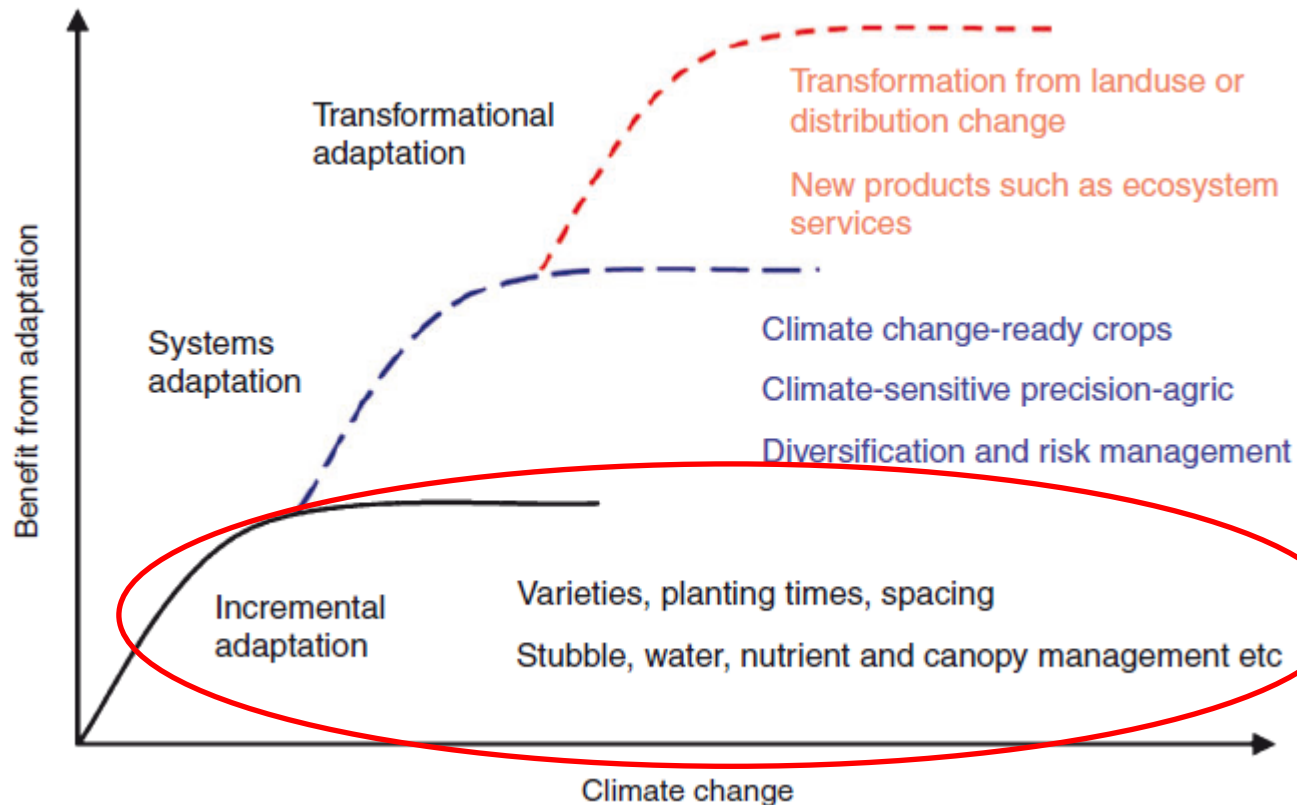 Benefit from adaptation
Transformational
adaptation
Transformation from landuse or
distribution change
New products such as ecosystem
services
Systems
adaptation
Climate change-ready crops
Climate-sensitive precision-agric
Diversification and risk management
Incremental
adaptation
Varieties, planting times, spacing
Stubble, water, nutrient and canopy management etc
Climate change